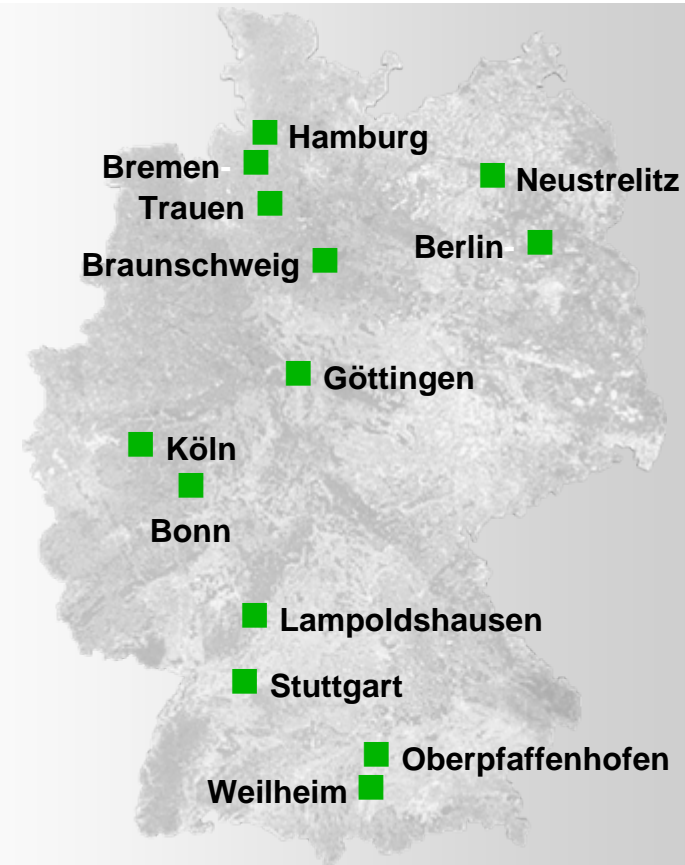 Hamburg
Bremen
Neustrelitz
Trauen
Berlin
Braunschweig
Göttingen
Köln
Bonn
Lampoldshausen
Stuttgart
Oberpfaffenhofen
Weilheim